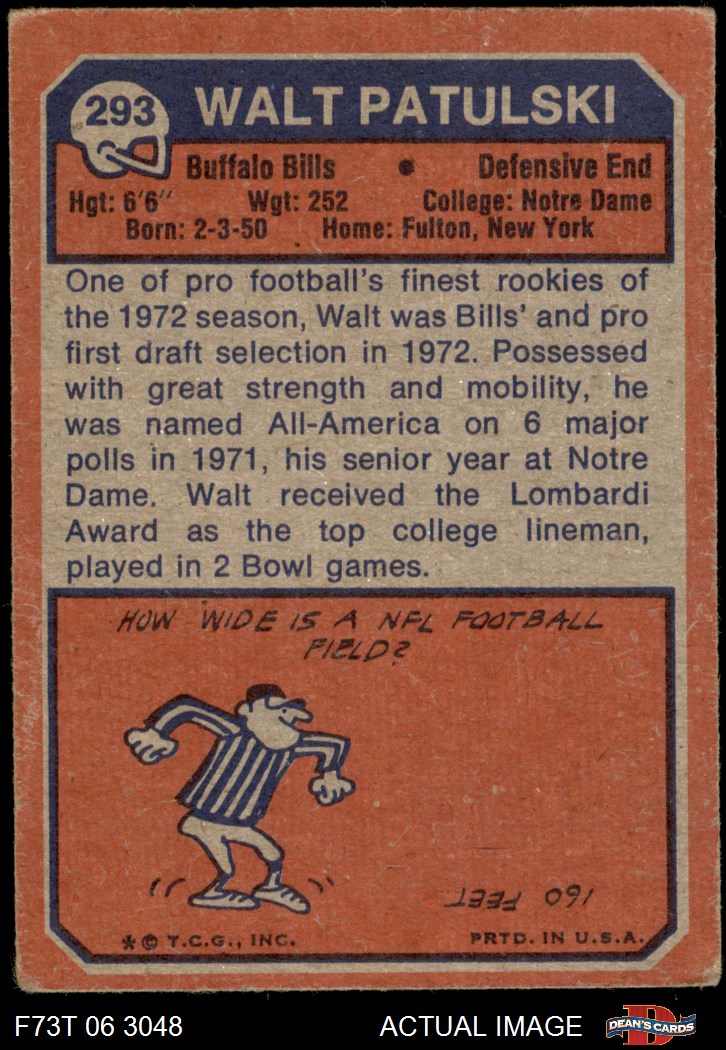 293 WALT PATULSKI
Buffalo Bills • Defensive End
Hgt: 6'6" Wgt: 252 College: Notre Dame
Born: 2-3-50 Home: Fulton, New York
One of pro football's finest rookies of
the 1972 season, Walt was Bills' and pro
first draft selection in 1972. Possessed
with great strength and mobility, he
was named All-America on 6 major
polls in 1971, his senior year at Notre
Dame. Walt received the Lombardi
Award as the top college lineman,
played in 2 Bowl games.
HOW WIDE IS A NFL FOOTBALL
FIELD?
160 FEET
* © T.C.G., INC. PRTD. IN U.S.A.
F73T 06 3048 ACTUAL IMAGE D DEAN'S CARDS